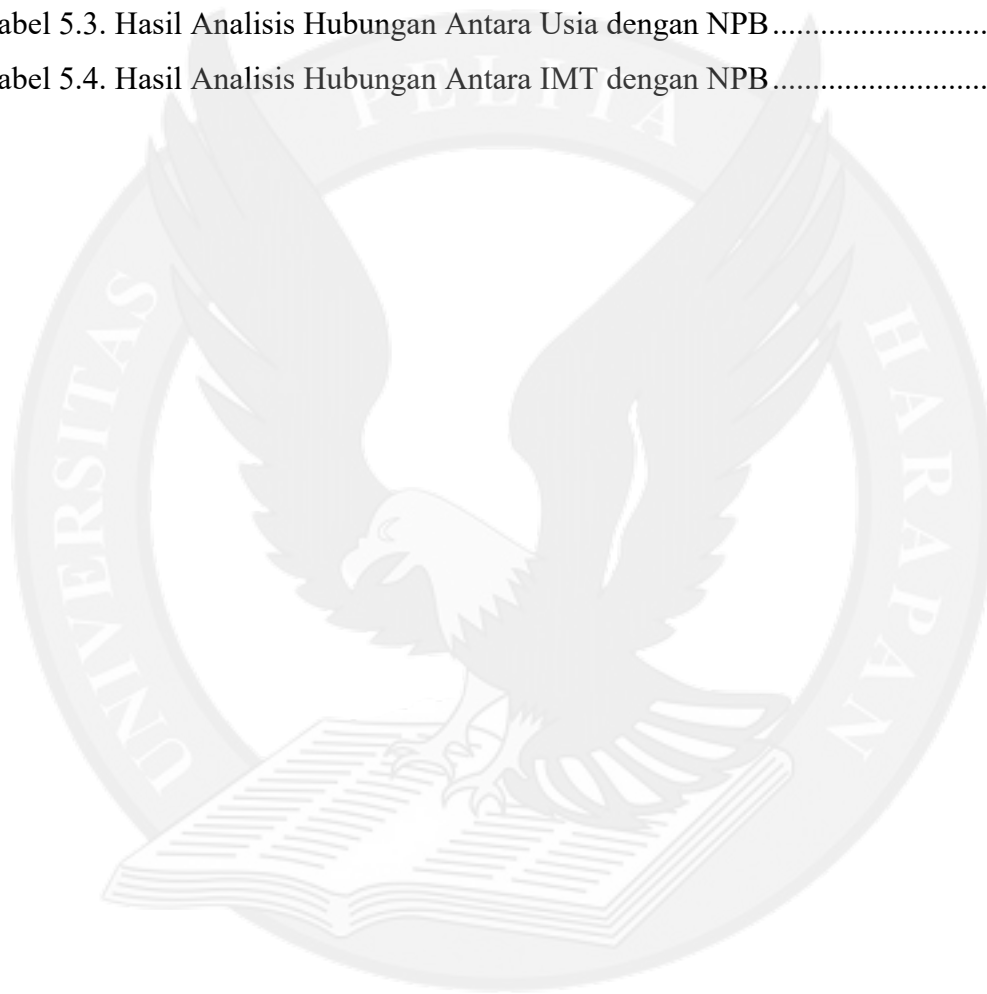 abel 5.3. Hasil Analisis Hubungan Antara Usia dengan NPB..........................
abel 5.4. Hasil Analisis Hubungan Antara IMT dengan NPB..........................
UNIVERSITAS PELITA HARAPAN